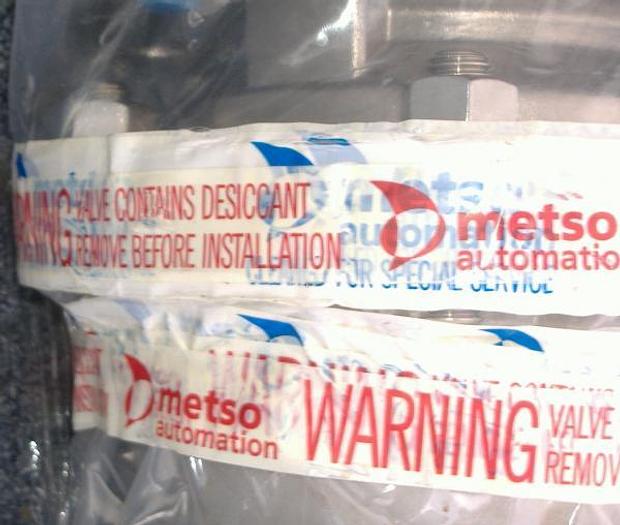 WARNING VALVE CONTAINS DESICCANT
REMOVE BEFORE INSTALLATION
metso
automation
CLEANED FOR SPECIAL SERVICE
metso
automation
WARNING
VALVE
REMOV